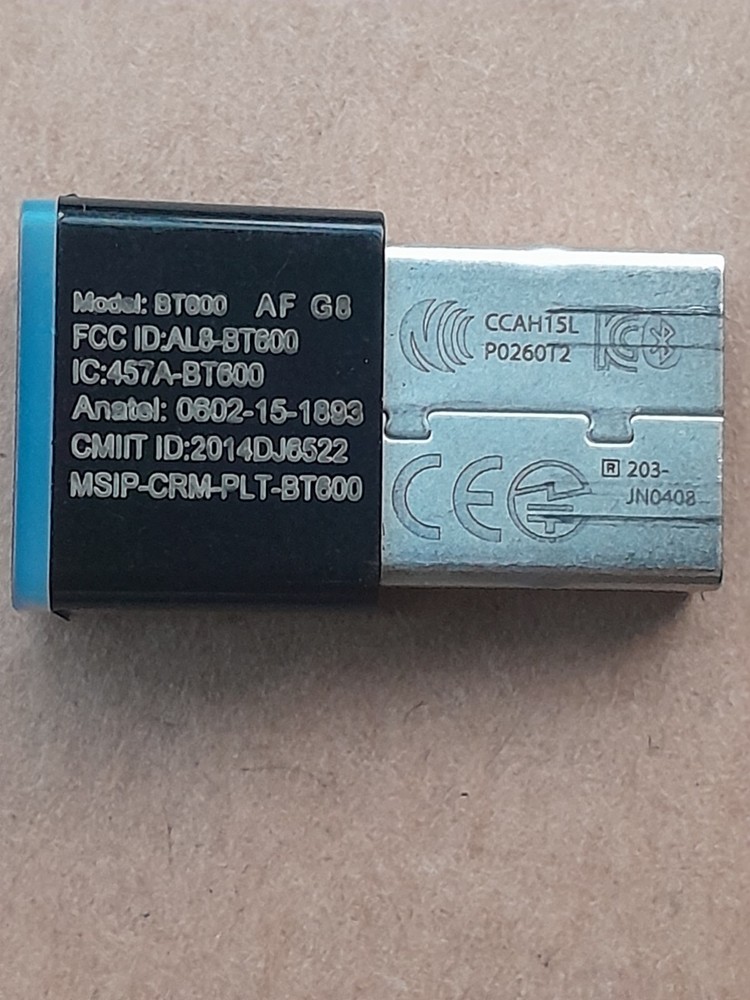 Model: BT600 AF G8
FCC ID:AL8-BT600
IC:457A-BT600
Anatel: 0602-15-1893
CMIIT ID:2014DJ6522
MSIP-CRM-PLT-BT600
CCAH15L
P0260T2
CE
R 203-
JN0408